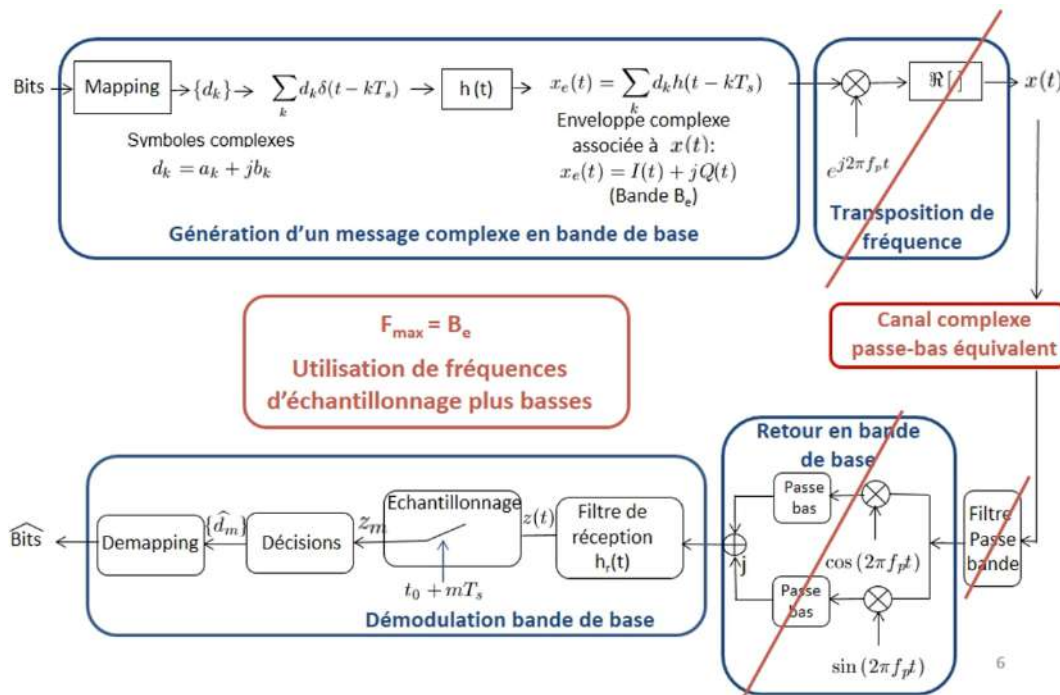 Bits
Mapping
{d_k}
∑_k d_k δ(t − kT_s)
h (t)
x_e(t) = ∑_k d_k h(t − kT_s)
ℜ[ ]
x(t)
Symboles complexes
d_k = a_k + jb_k
Enveloppe complexe
associée à x(t):
x_e(t) = I(t) + jQ(t)
(Bande B_e)
e^{j2πf_p t}
Génération d'un message complexe en bande de base
Transposition de
fréquence
F_max = B_e
Utilisation de fréquences
d'échantillonnage plus basses
Canal complexe
passe-bas équivalent
Retour en bande
de base
Passe
bas
cos (2πf_p t)
Passe
bas
sin (2πf_p t)
j
Filtre
Passe
bande
Bits^
Demapping
{d_m^}
Décisions
z_m
Echantillonnage
t_0 + mT_s
z(t)
Filtre de
réception
h_r(t)
Démodulation bande de base
6